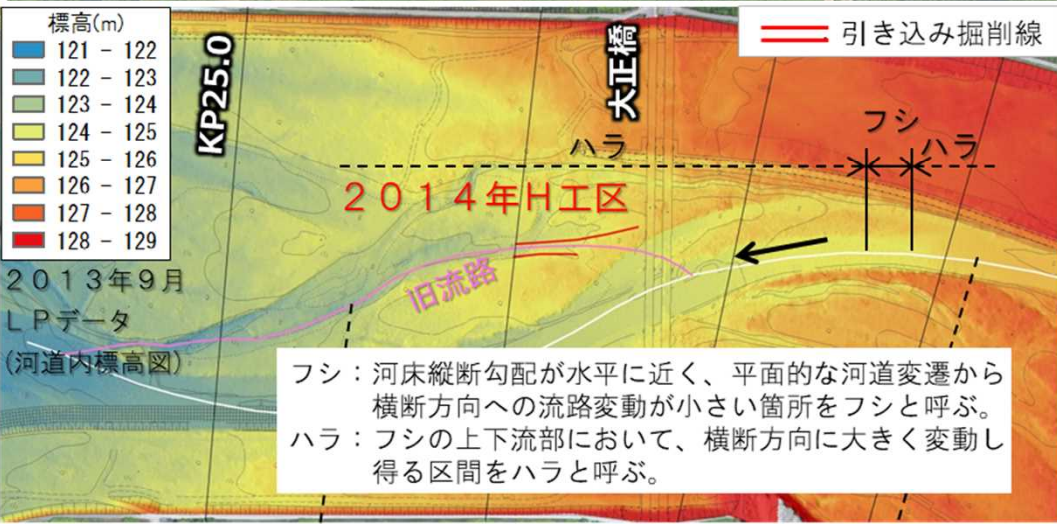 標高(m)
121 - 122
122 - 123
123 - 124
124 - 125
125 - 126
126 - 127
127 - 128
128 - 129
KP25.0
大正橋
引き込み掘削線
フシ
ハラ
ハラ
2014年H工区
旧流路
2013年9月
LPデータ
(河道内標高図)
フシ：河床縦断勾配が水平に近く、平面的な河道変遷から
横断方向への流路変動が小さい箇所をフシと呼ぶ。
ハラ：フシの上下流部において、横断方向に大きく変動し
得る区間をハラと呼ぶ。